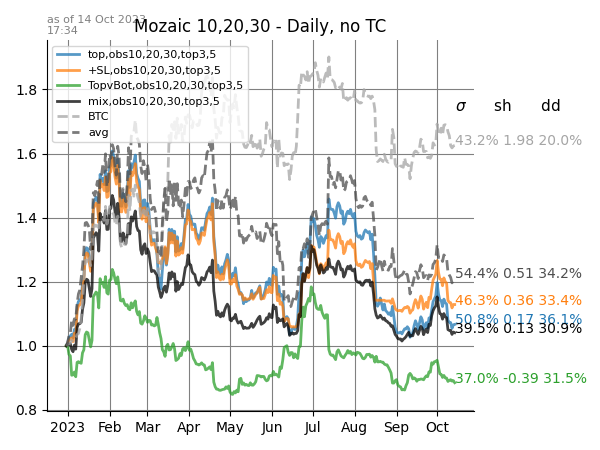 as of 14 Oct 2023
17:34
Mozaic 10,20,30 - Daily, no TC
top,obs10,20,30,top3,5
+SL,obs10,20,30,top3,5
TopvBot,obs10,20,30,top3,5
mix,obs10,20,30,top3,5
BTC
avg
σ sh dd
43.2% 1.98 20.0%
54.4% 0.51 34.2%
46.3% 0.36 33.4%
50.8% 0.17 36.1%
39.5% 0.13 30.9%
37.0% -0.39 31.5%
1.8
1.6
1.4
1.2
1.0
0.8
2023 Feb Mar Apr May Jun Jul Aug Sep Oct